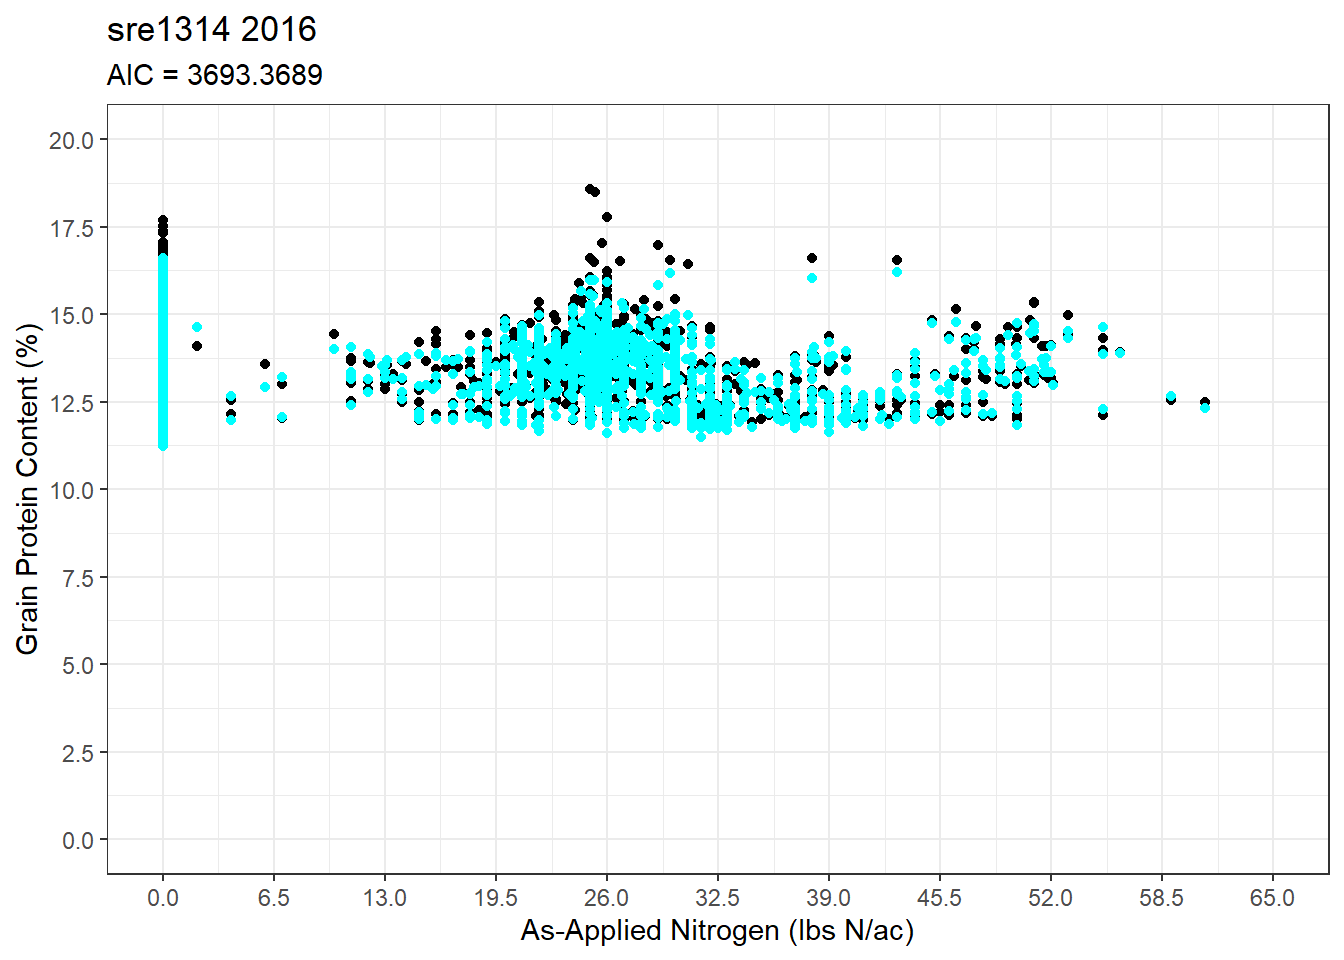 sre1314 2016
AIC = 3693.3689
20.0
17.5
15.0
12.5
10.0
7.5
5.0
2.5
0.0
Grain Protein Content (%)
0.0 6.5 13.0 19.5 26.0 32.5 39.0 45.5 52.0 58.5 65.0
As-Applied Nitrogen (lbs N/ac)